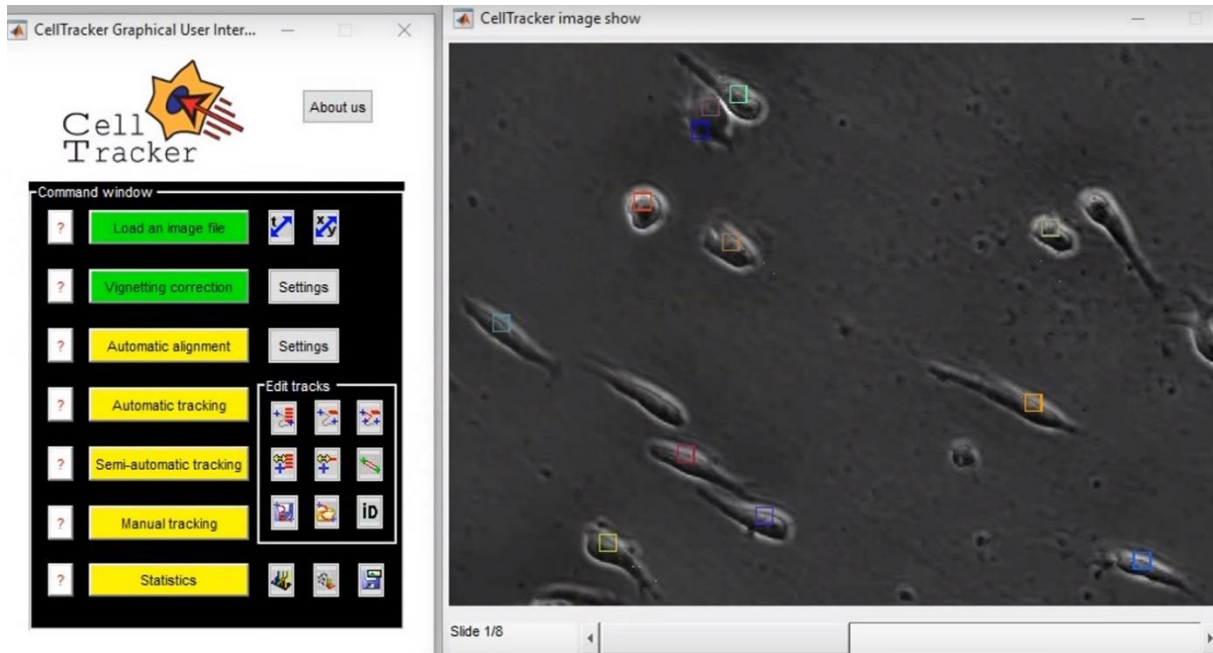 CellTracker Graphical User Inter...
Cell
Tracker
About us
Command window
? Load an image file t x y
? Vignetting correction Settings
? Automatic alignment Settings
? Automatic tracking
Edit tracks
? Semi-automatic tracking
? Manual tracking iD
? Statistics
CellTracker image show
Slide 1/8